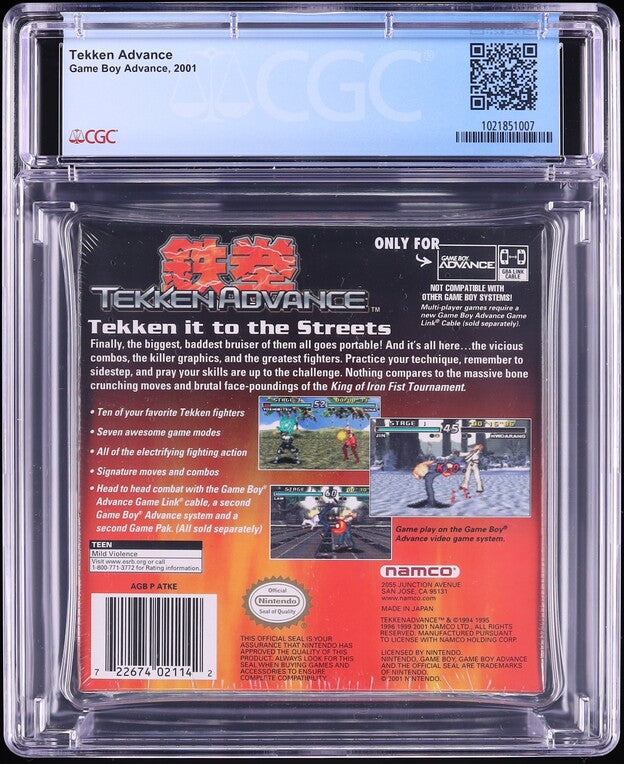 Tekken Advance
Game Boy Advance, 2001
CGC
CGC
1021851007
鉄拳
TEKKEN ADVANCE™
ONLY FOR
GAME BOY
ADVANCE
GBA LINK
CABLE
NOT COMPATIBLE WITH
OTHER GAME BOY SYSTEMS!
Multi-player games require a
new Game Boy Advance Game
Link® Cable (sold separately).
Tekken it to the Streets
Finally, the biggest, baddest bruiser of them all goes portable! And it's all here...the vicious
combos, the killer graphics, and the greatest fighters. Practice your technique, remember to
sidestep, and pray your skills are up to the challenge. Nothing compares to the massive bone
crunching moves and brutal face-poundings of the King of Iron Fist Tournament.
• Ten of your favorite Tekken fighters
• Seven awesome game modes
• All of the electrifying fighting action
• Signature moves and combos
• Head to head combat with the Game Boy®
Advance Game Link® cable, a second
Game Boy® Advance system and a
second Game Pak. (All sold separately)
STAGE
52
YOSHIMITSU
STAGE 1
45
JIN
HWOARANG
K.O
STAGE
60
LAW
Game play on the Game Boy®
Advance video game system.
TEEN
Mild Violence
Visit www.esrb.org or call
1-800-771-3772 for Rating information.
AGB P ATKE
7 22674 02114 2
Official
Nintendo
Seal of Quality
THIS OFFICIAL SEAL IS YOUR
ASSURANCE THAT NINTENDO HAS
APPROVED THE QUALITY OF THIS
PRODUCT. ALWAYS LOOK FOR THIS
SEAL WHEN BUYING GAMES AND
ACCESSORIES TO ENSURE
COMPLETE COMPATIBILITY.
namco®
2055 JUNCTION AVENUE
SAN JOSE, CA 95131
www.namco.com
MADE IN JAPAN
TEKKENADVANCE™ & ©1994 1995
1996 1999 2001 NAMCO LTD., ALL RIGHTS
RESERVED. MANUFACTURED PURSUANT
TO LICENSE WITH NAMCO HOLDING CORP.
LICENSED BY NINTENDO.
NINTENDO, GAME BOY, GAME BOY ADVANCE
AND THE OFFICIAL SEAL ARE TRADEMARKS
OF NINTENDO.
© 2001 NINTENDO.